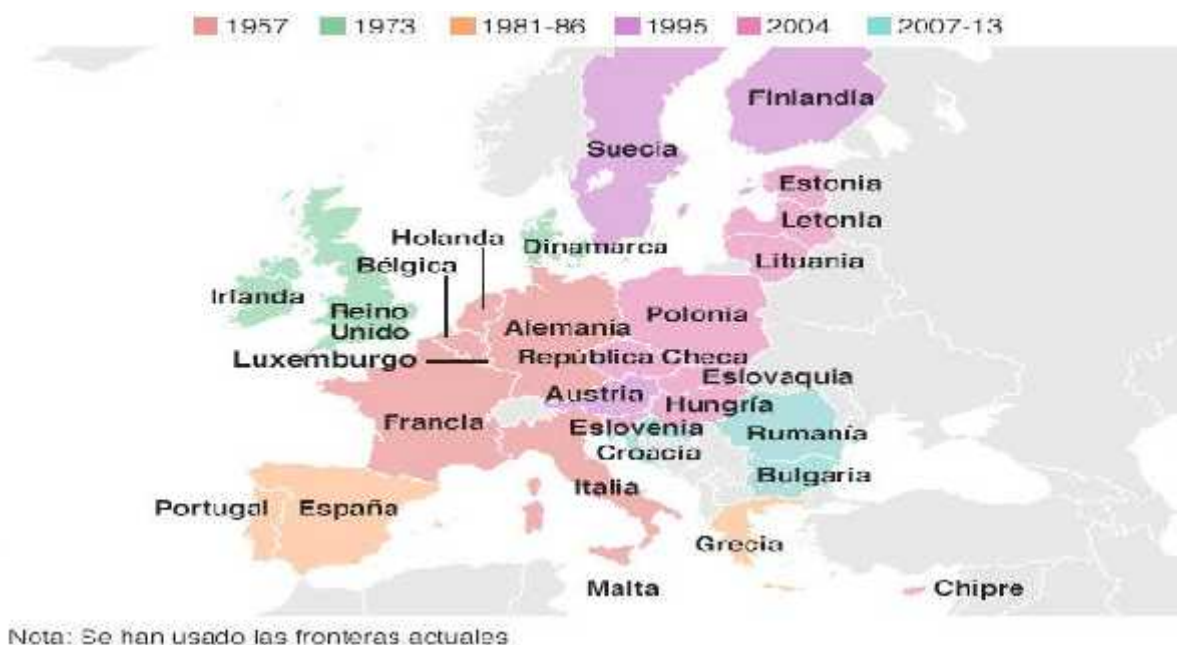 1957 1973 1981-86 1995 2004 2007-13
Finlandia
Suecia
Estonia
Letonia
Holanda
Dinamarca
Bélgica
Lituania
Irlanda
Reino
Unido
Polonia
Alemania
Luxemburgo
República Checa
Eslovaquia
Austria
Hungría
Francia
Eslovenia
Rumanía
Croacia
Bulgaria
Italia
Portugal España
Grecia
Malta
Chipre
Nota: Se han usado las fronteras actuales